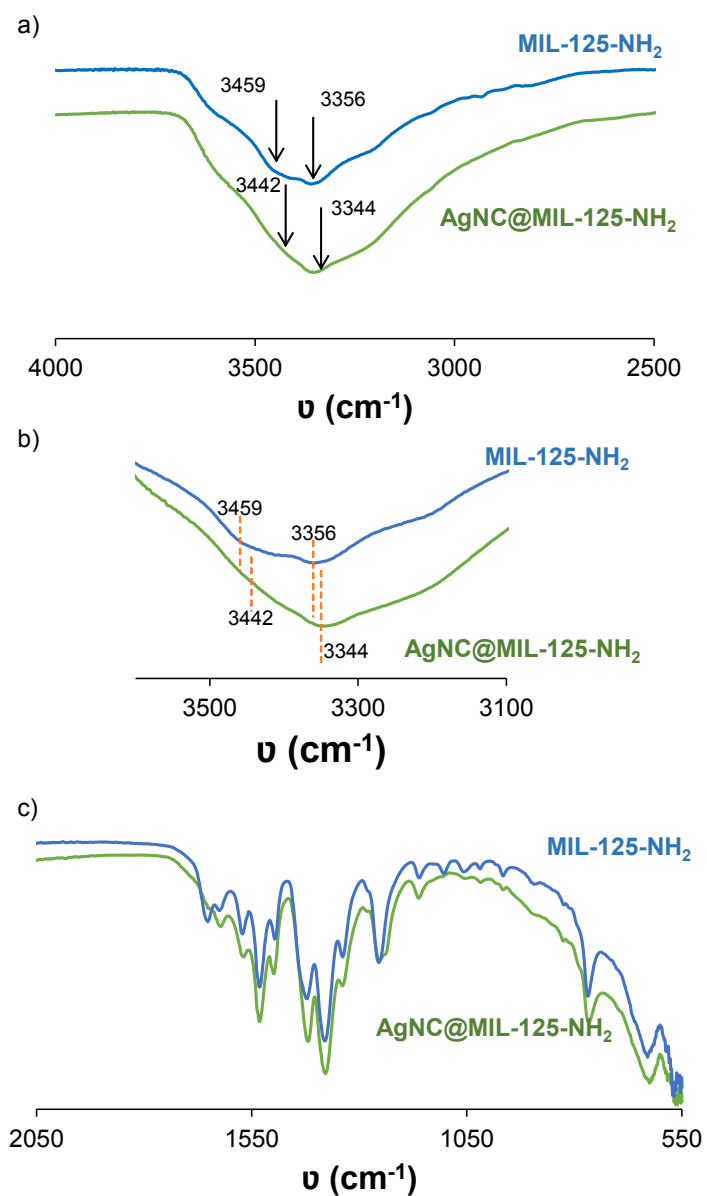 a)
MIL-125-NH₂
3459
3356
3442
3344
AgNC@MIL-125-NH₂
4000 3500 3000 2500
ʋ (cm⁻¹)
b)
MIL-125-NH₂
3459
3356
3442
3344
AgNC@MIL-125-NH₂
3500 3300 3100
ʋ (cm⁻¹)
c)
MIL-125-NH₂
AgNC@MIL-125-NH₂
2050 1550 1050 550
ʋ (cm⁻¹)